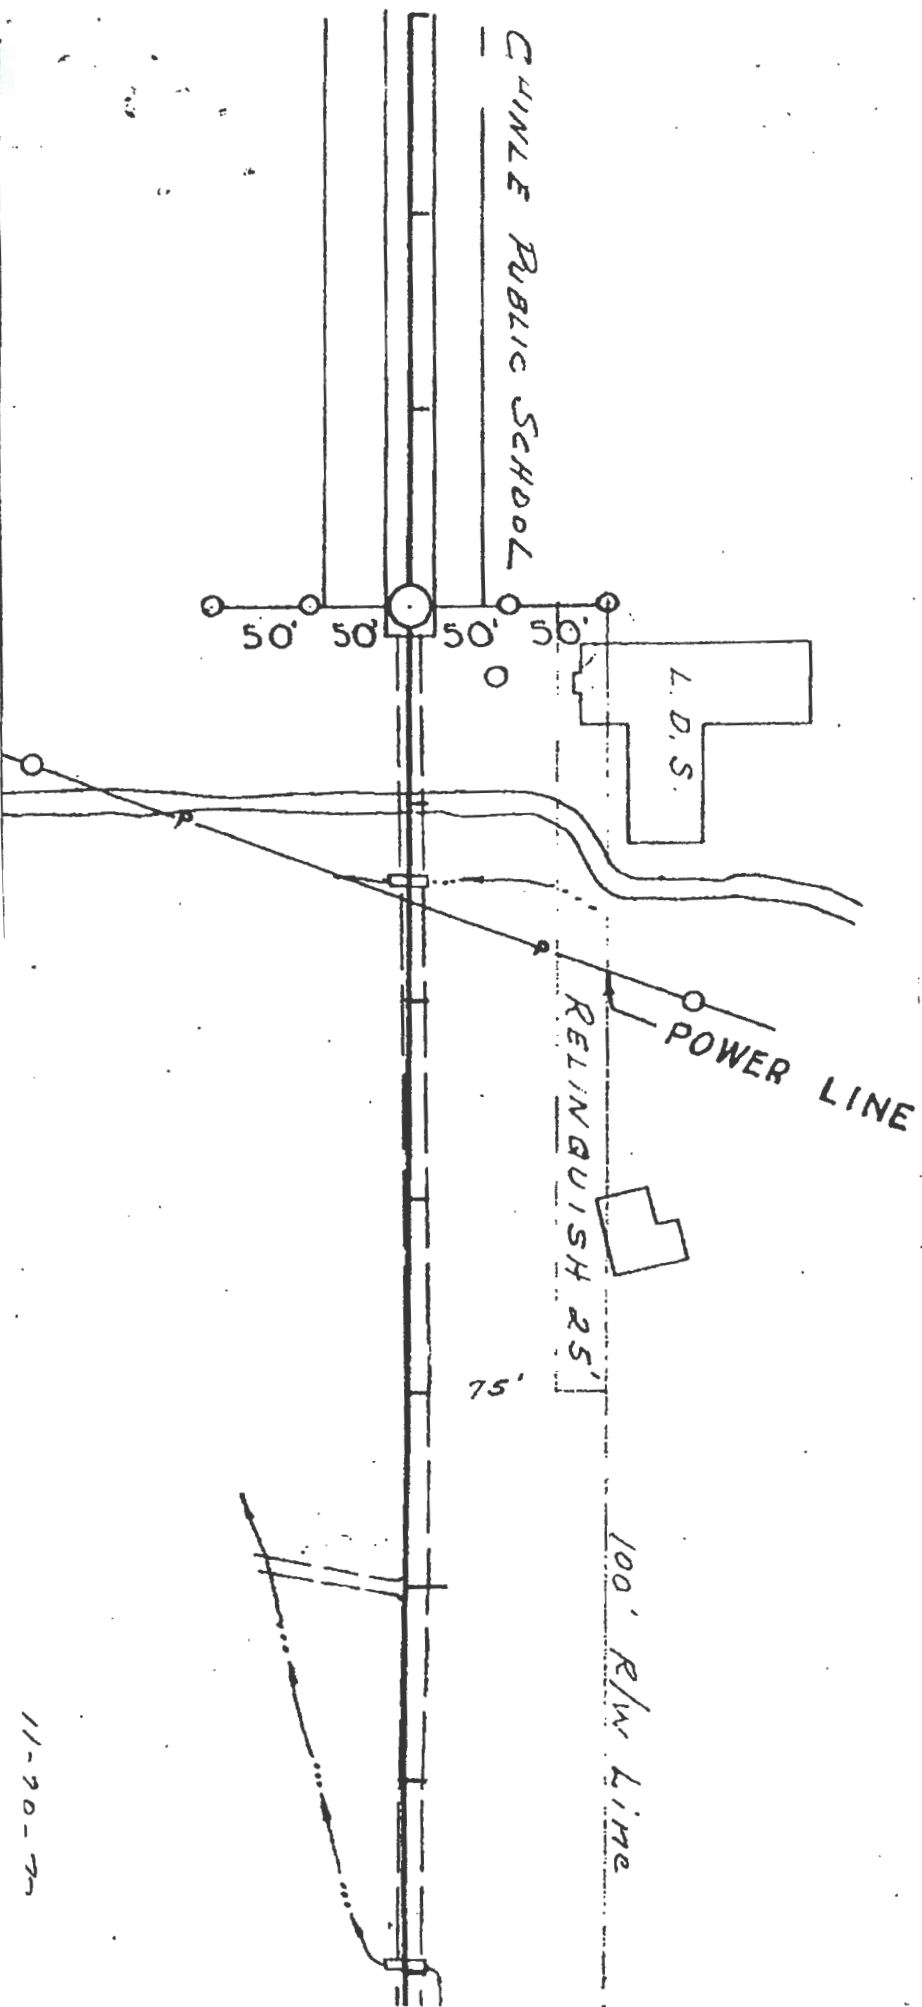 CHINLE PUBLIC SCHOOL
50' 50' 50' 50'
L.D.S.
POWER LINE
RELINQUISH 25'
75'
100' R/W Line